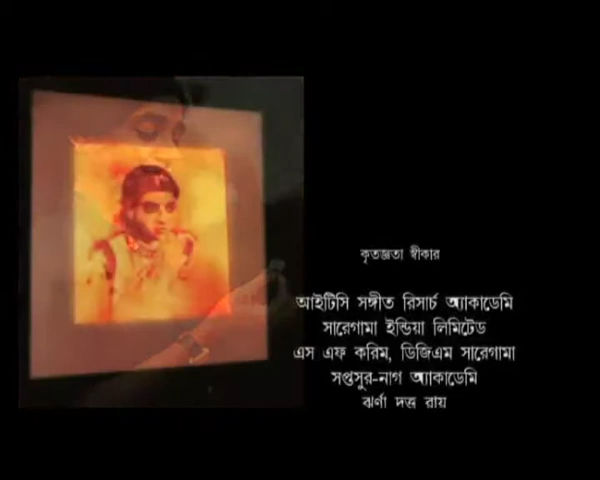 কৃতজ্ঞতা স্বীকার
আইটিসি সঙ্গীত রিসার্চ অ্যাকাডেমি
সারেগামা ইন্ডিয়া লিমিটেড
এস এফ করিম, ডিজিএম সারেগামা
সপ্তসুর-নাগ অ্যাকাডেমি
ঝর্ণা দত্ত রায়